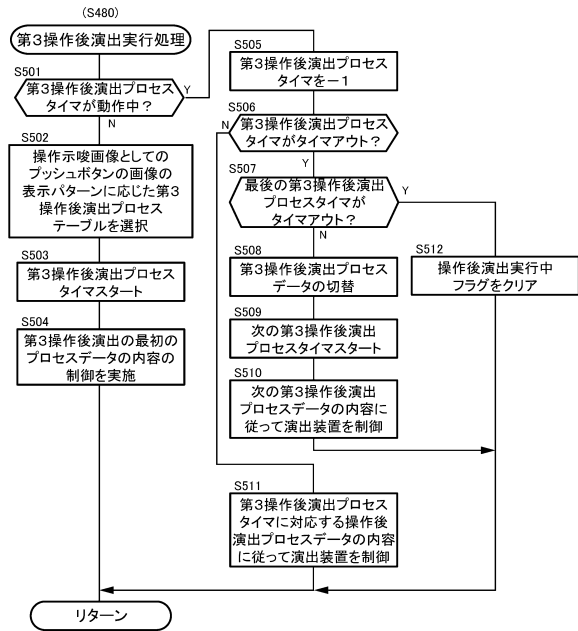 (S480)
第3操作後演出実行処理
S501
第3操作後演出プロセス
タイマが動作中?
Y
N
S502
操作示唆画像としての
プッシュボタンの画像の
表示パターンに応じた第3
操作後演出プロセス
テーブルを選択
S503
第3操作後演出プロセス
タイマスタート
S504
第3操作後演出の最初の
プロセスデータの内容の
制御を実施
S505
第3操作後演出プロセス
タイマを-1
S506
N
第3操作後演出プロセス
タイマがタイムアウト?
Y
S507
最後の第3操作後演出
プロセスタイマが
タイムアウト?
Y
N
S508
第3操作後演出プロセス
データの切替
S509
次の第3操作後演出
プロセスタイマスタート
S510
次の第3操作後演出
プロセスデータの内容に
従って演出装置を制御
S512
操作後演出実行中
フラグをクリア
S511
第3操作後演出プロセス
タイマに対応する操作後
演出プロセスデータの内容
に従って演出装置を制御
リターン